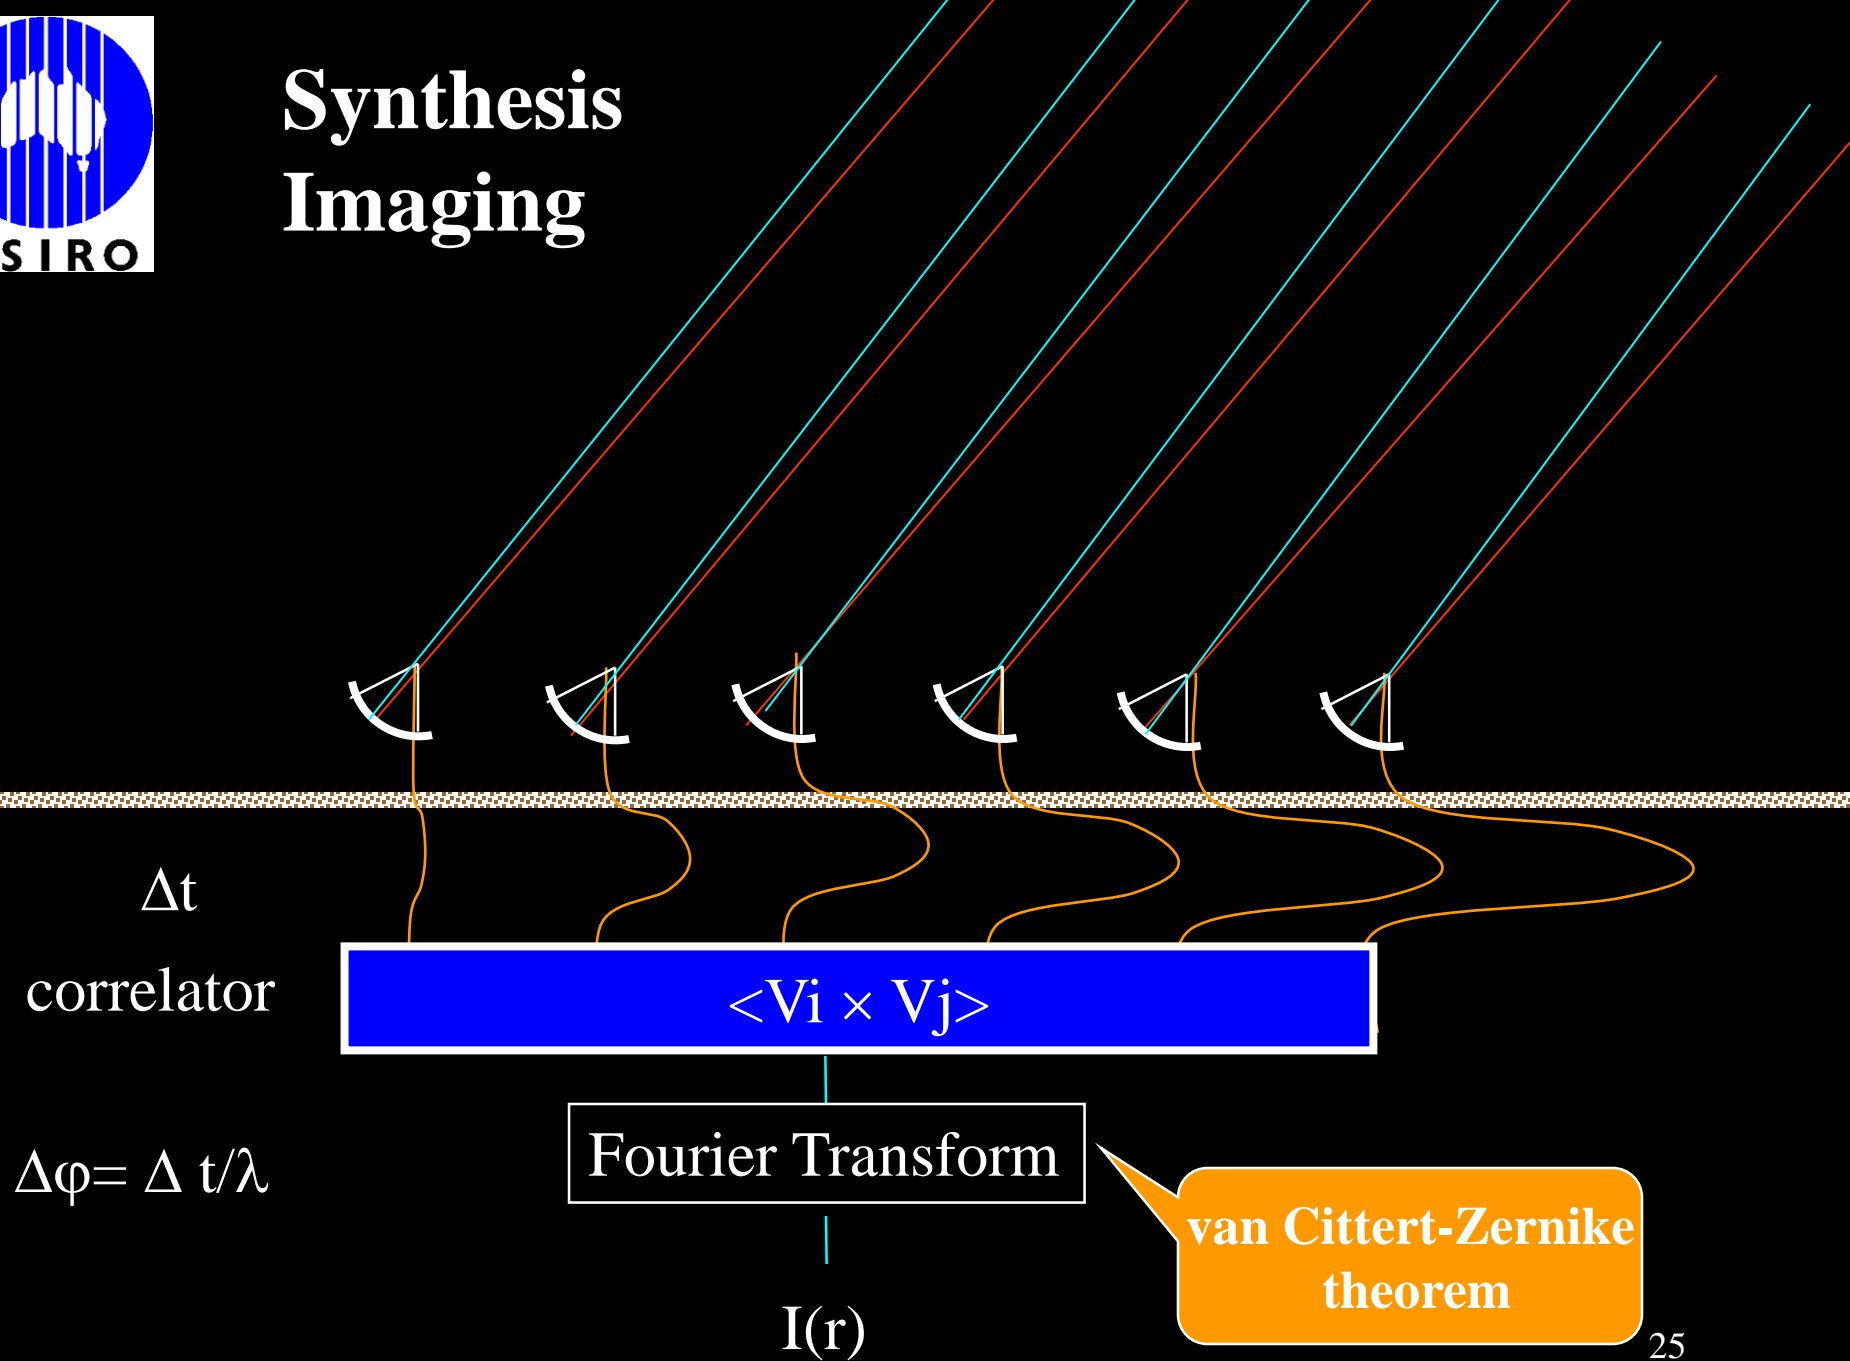 SIRO
Synthesis
Imaging
Δt
correlator
<Vi × Vj>
Fourier Transform
Δφ= Δ t/λ
van Cittert-Zernike
theorem
I(r)
25